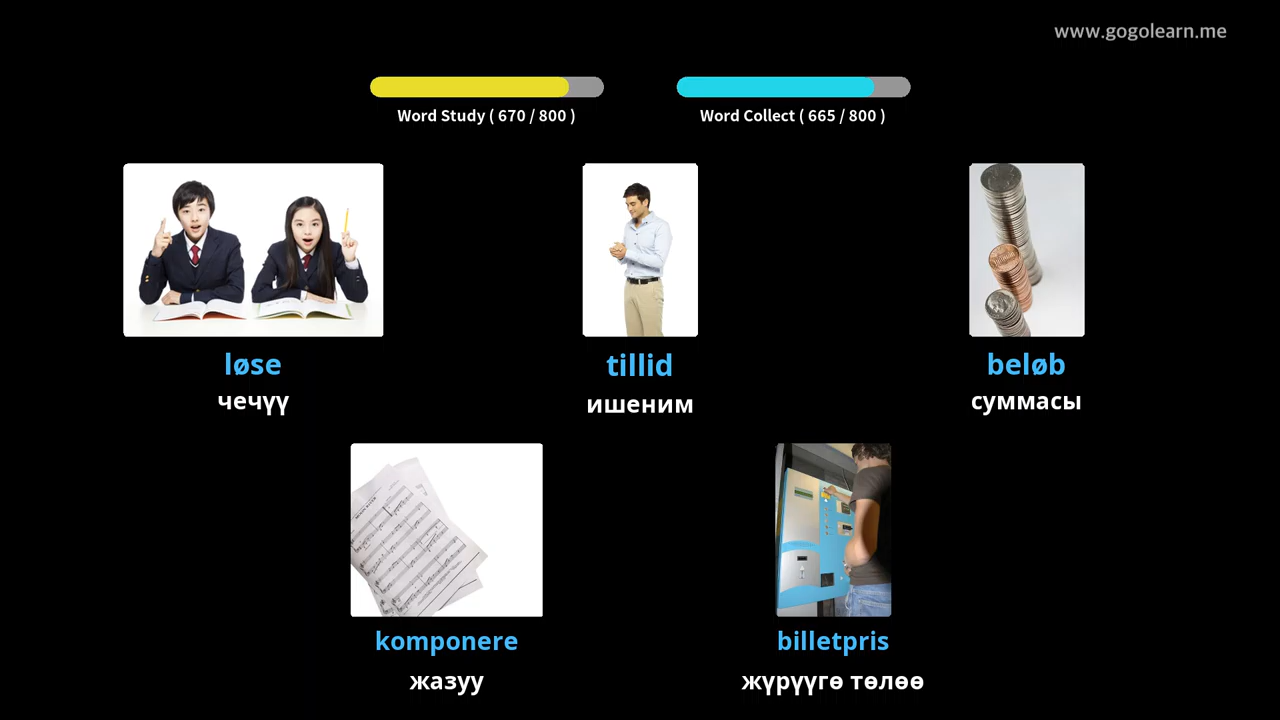 www.gogolearn.me
Word Study ( 670 / 800 )
Word Collect ( 665 / 800 )
løse
чечүү
tillid
ишеним
beløb
суммасы
komponere
жазуу
billetpris
жүрүүгө төлөө